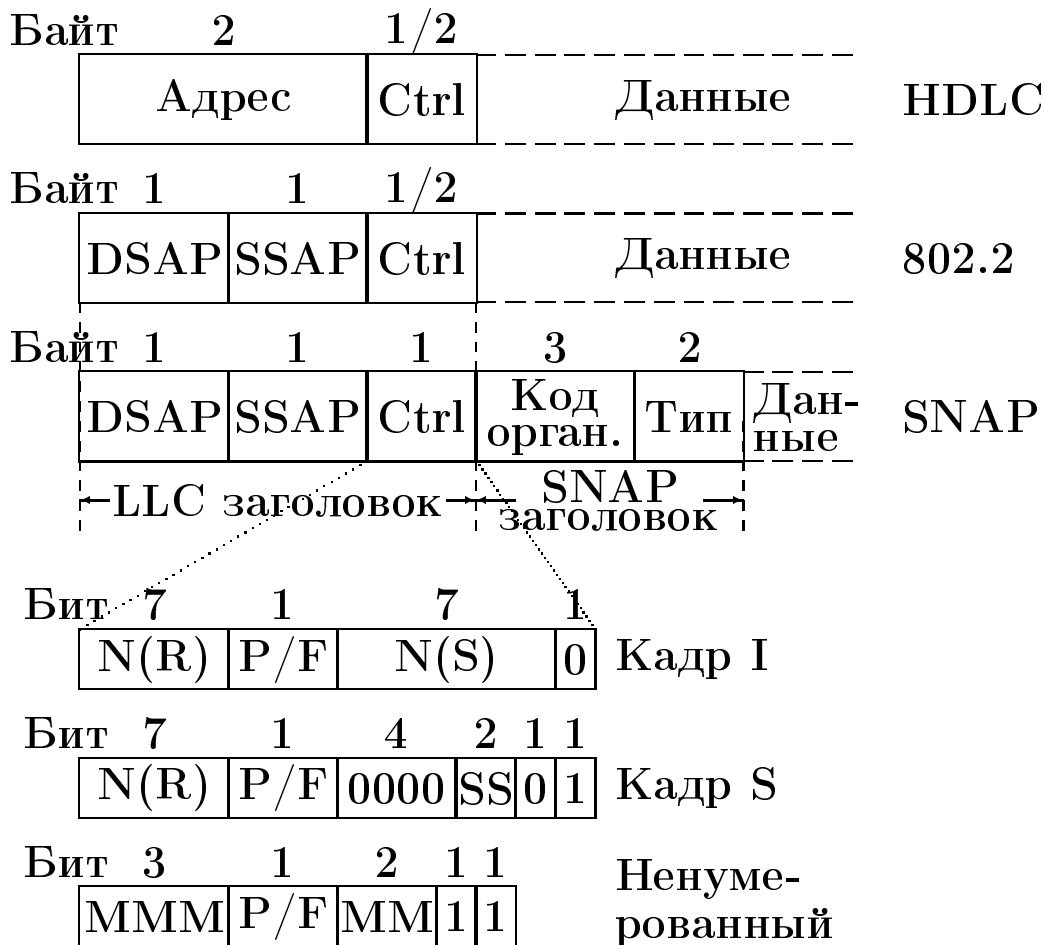 Байт 2 1/2
Адрес Ctrl Данные HDLC
Байт 1 1 1/2
DSAP SSAP Ctrl Данные 802.2
Байт 1 1 1 3 2
DSAP SSAP Ctrl Код орган. Тип Дан-ные SNAP
LLC заголовок SNAP заголовок
Бит 7 1 7 1
N(R) P/F N(S) 0 Кадр I
Бит 7 1 4 2 1 1
N(R) P/F 0000 SS 0 1 Кадр S
Бит 3 1 2 1 1
MMM P/F MM 1 1 Ненуме-
рованный